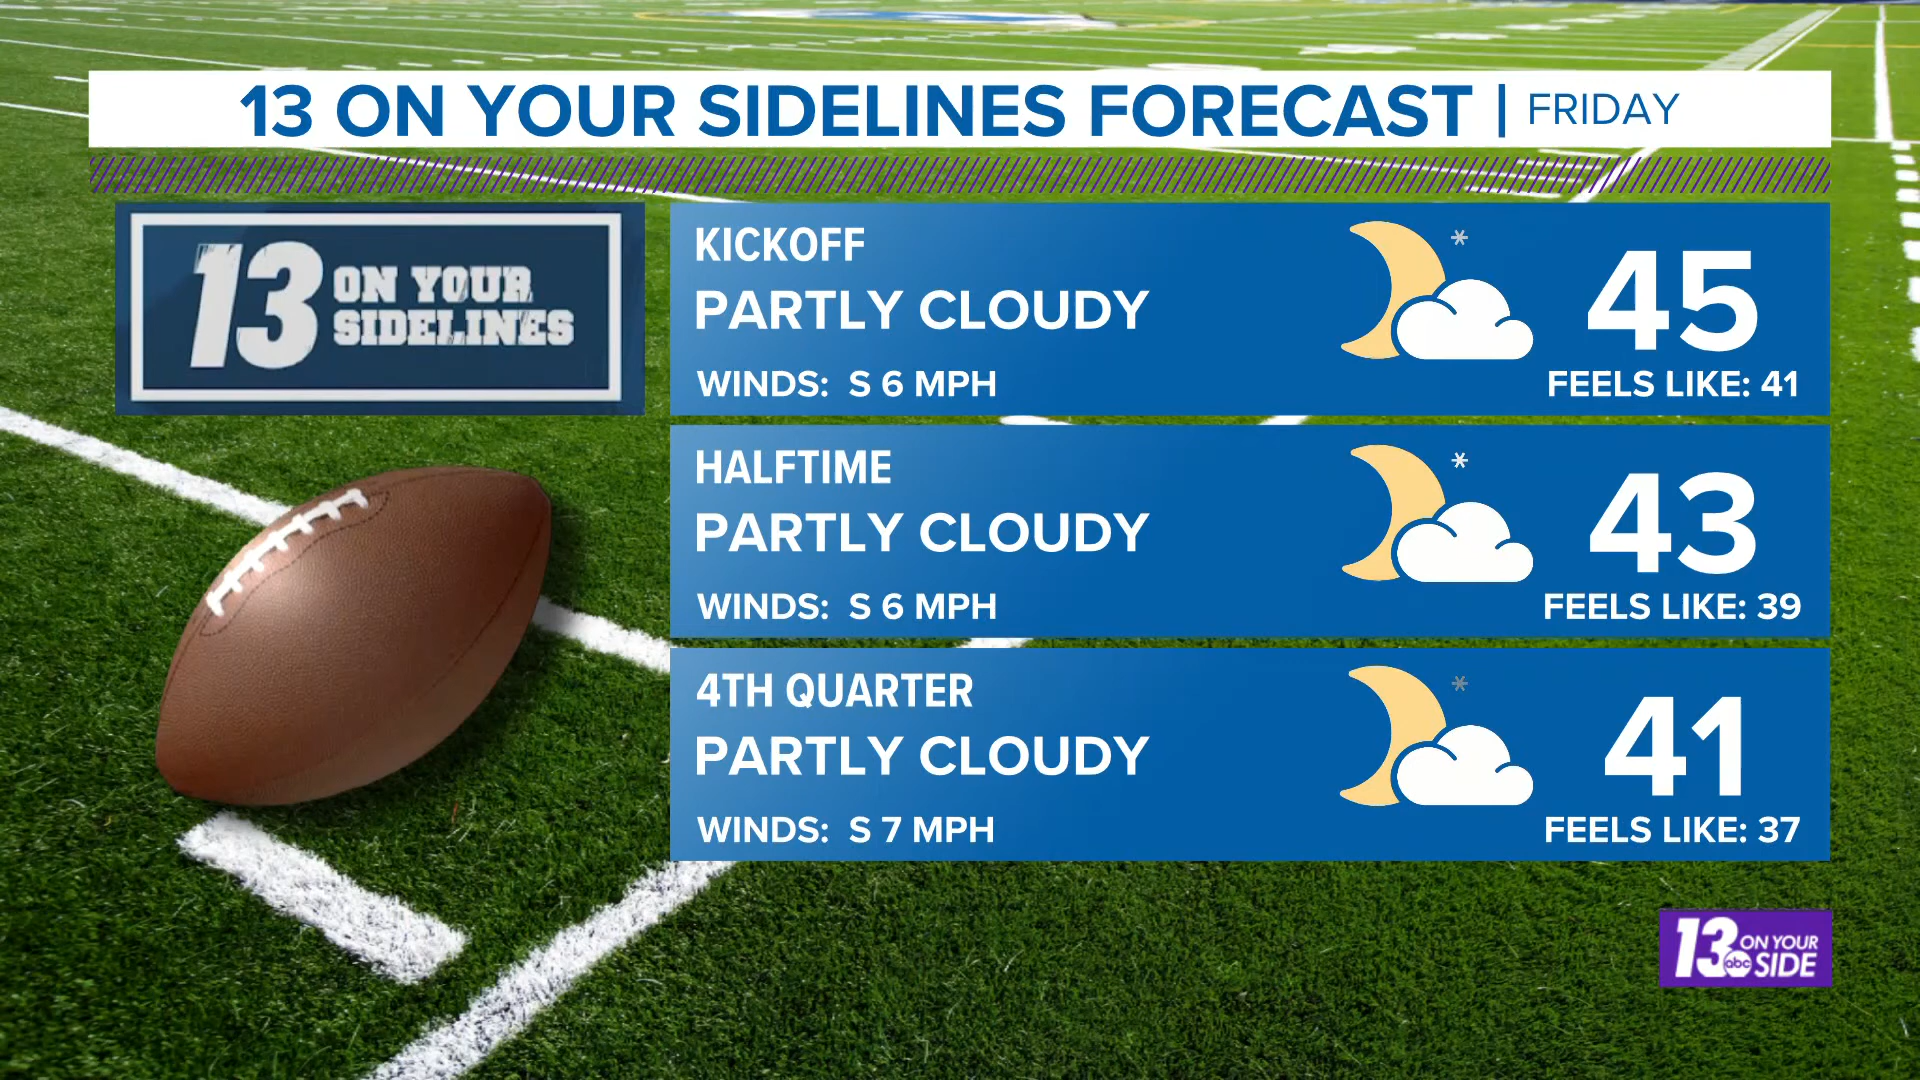 13 ON YOUR SIDELINES FORECAST | FRIDAY
13 ON YOUR
SIDELINES
KICKOFF
PARTLY CLOUDY
WINDS: S 6 MPH
45
FEELS LIKE: 41
HALFTIME
PARTLY CLOUDY
WINDS: S 6 MPH
43
FEELS LIKE: 39
4TH QUARTER
PARTLY CLOUDY
WINDS: S 7 MPH
41
FEELS LIKE: 37
13 ON YOUR
abc SIDE